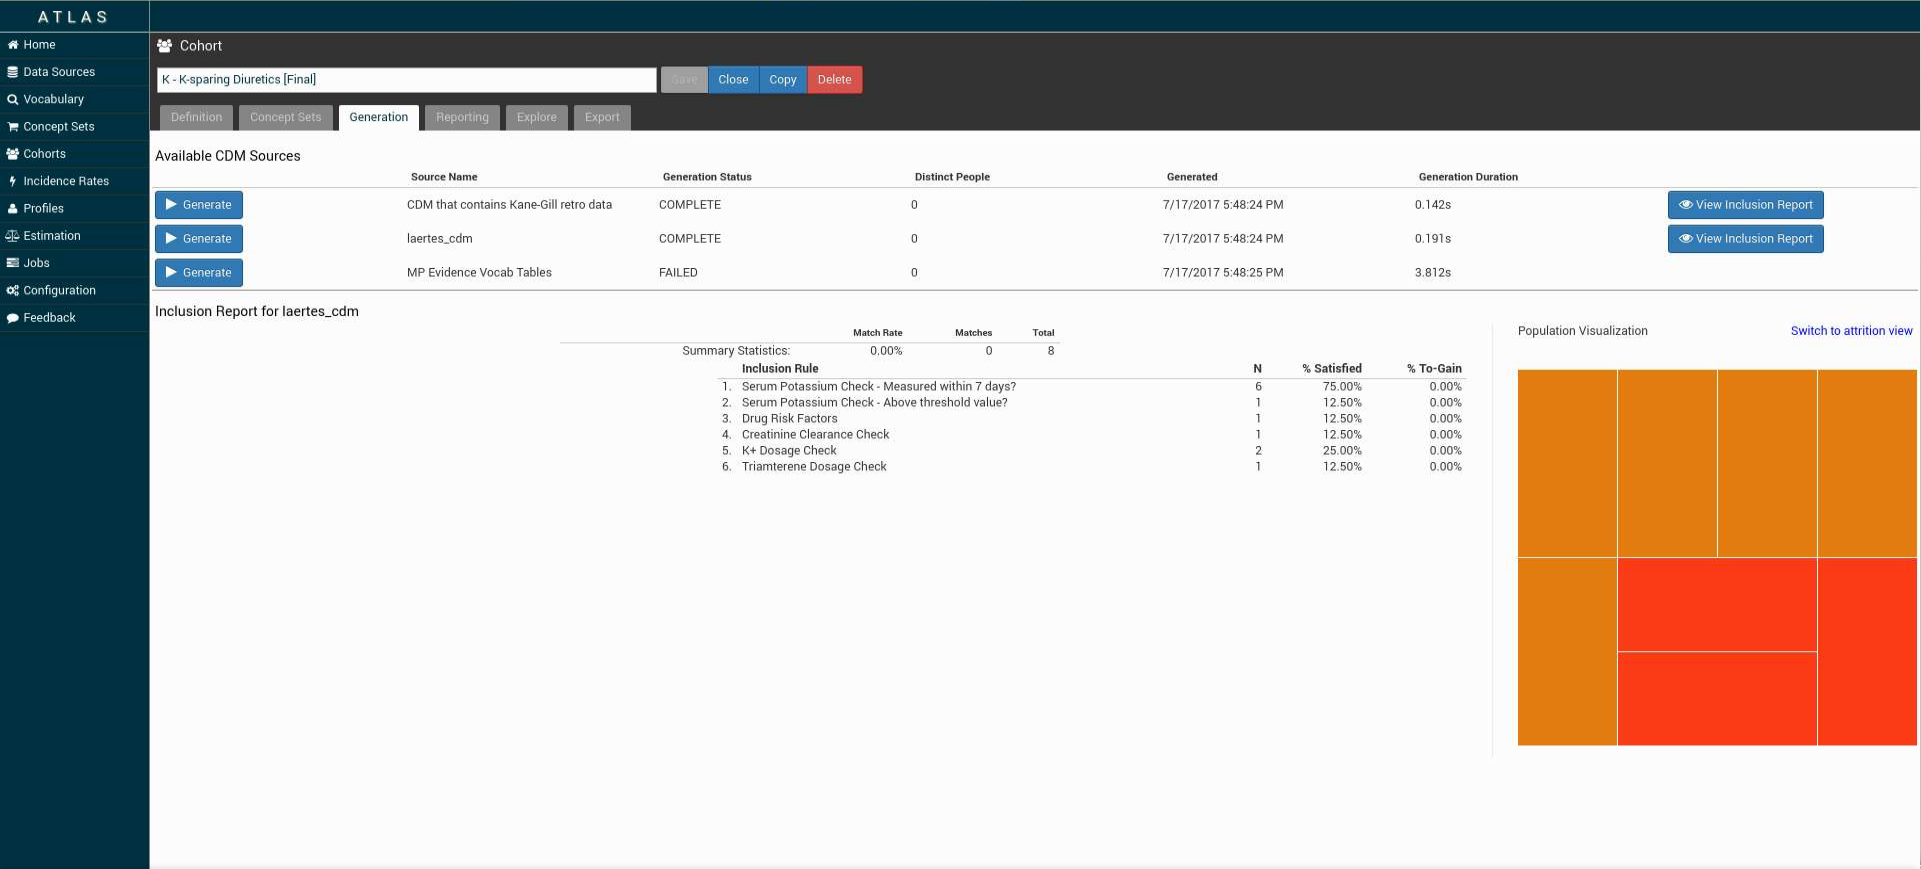 ATLAS
Home
Data Sources
Vocabulary
Concept Sets
Cohorts
Incidence Rates
Profiles
Estimation
Jobs
Configuration
Feedback
Cohort
K - K-sparing Diuretics [Final]
Save Close Copy Delete
Definition Concept Sets Generation Reporting Explore Export
Available CDM Sources
Source Name Generation Status Distinct People Generated Generation Duration
Generate CDM that contains Kane-Gill retro data COMPLETE 0 7/17/2017 5:48:24 PM 0.142s View Inclusion Report
Generate laertes_cdm COMPLETE 0 7/17/2017 5:48:24 PM 0.191s View Inclusion Report
Generate MP Evidence Vocab Tables FAILED 0 7/17/2017 5:48:25 PM 3.812s
Inclusion Report for laertes_cdm
Match Rate Matches Total
Summary Statistics: 0.00% 0 8
Inclusion Rule N % Satisfied % To-Gain
1. Serum Potassium Check - Measured within 7 days? 6 75.00% 0.00%
2. Serum Potassium Check - Above threshold value? 1 12.50% 0.00%
3. Drug Risk Factors 1 12.50% 0.00%
4. Creatinine Clearance Check 1 12.50% 0.00%
5. K+ Dosage Check 2 25.00% 0.00%
6. Triamterene Dosage Check 1 12.50% 0.00%
Population Visualization Switch to attrition view